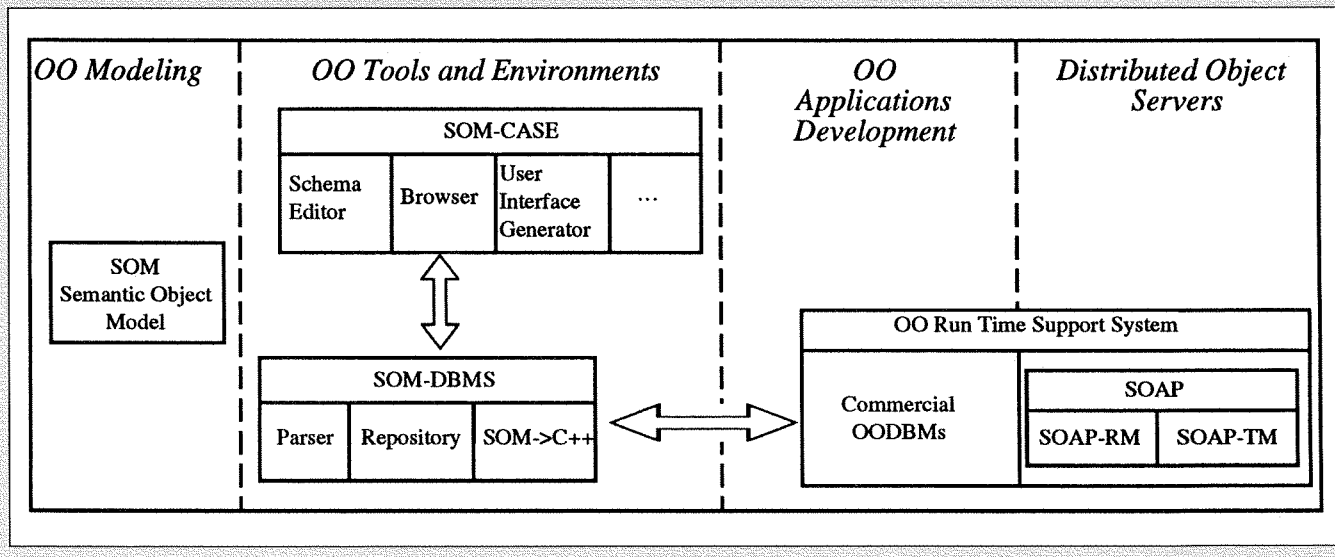 OO Modeling
OO Tools and Environments
OO
Applications
Development
Distributed Object
Servers
SOM-CASE
Schema
Editor
Browser
User
Interface
Generator
...
SOM
Semantic Object
Model
SOM-DBMS
Parser
Repository
SOM->C++
OO Run Time Support System
Commercial
OODBMs
SOAP
SOAP-RM
SOAP-TM